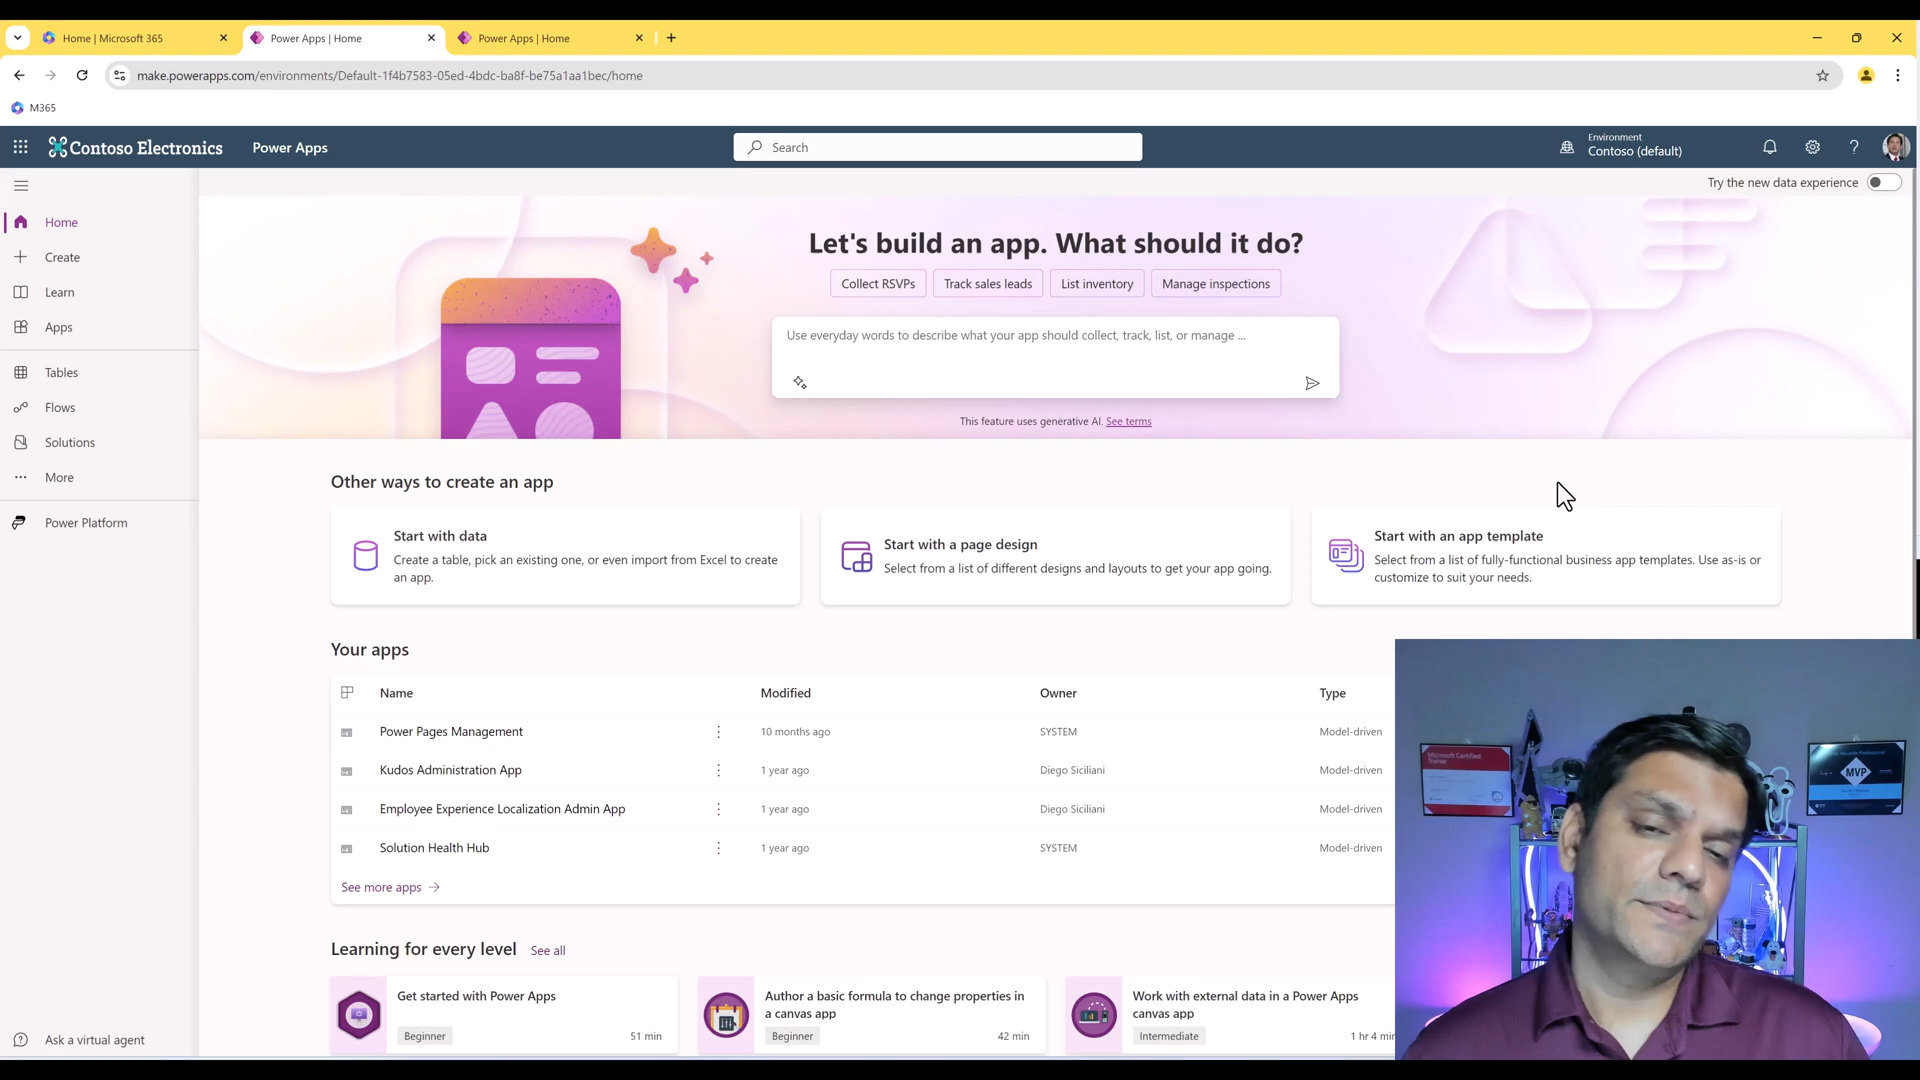 Home | Microsoft 365
Power Apps | Home
Power Apps | Home
make.powerapps.com/environments/Default-1f4b7583-05ed-4bdc-ba8f-be75a1aa1bec/home
M365
Contoso Electronics
Power Apps
Search
Environment
Contoso (default)
Try the new data experience
Home
Create
Learn
Apps
Tables
Flows
Solutions
More
Power Platform
Ask a virtual agent
Let's build an app. What should it do?
Collect RSVPs
Track sales leads
List inventory
Manage inspections
Use everyday words to describe what your app should collect, track, list, or manage ...
This feature uses generative AI. See terms
Other ways to create an app
Start with data
Create a table, pick an existing one, or even import from Excel to create
an app.
Start with a page design
Select from a list of different designs and layouts to get your app going.
Start with an app template
Select from a list of fully-functional business app templates. Use as-is or
customize to suit your needs.
Your apps
Name Modified Owner Type
Power Pages Management 10 months ago SYSTEM Model-driven
Kudos Administration App 1 year ago Diego Siciliani Model-driven
Employee Experience Localization Admin App 1 year ago Diego Siciliani Model-driven
Solution Health Hub 1 year ago SYSTEM Model-driven
See more apps
Learning for every level See all
Get started with Power Apps
Beginner 51 min
Author a basic formula to change properties in
a canvas app
Beginner 42 min
Work with external data in a Power Apps
canvas app
Intermediate 1 hr 4 min
Microsoft Certified
Trainer
MVP